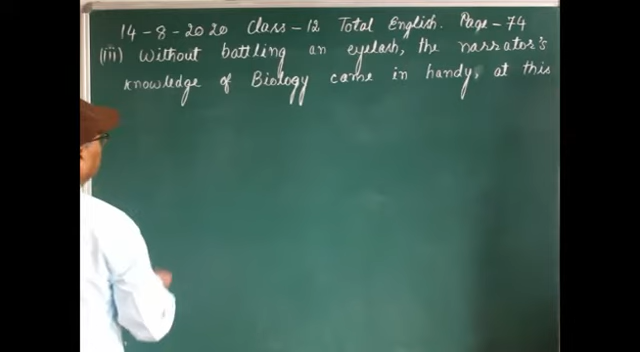 14-8-2020 Class-12 Total English. Page-74
(iii) Without battling an eyelash, the narrator's
knowledge of Biology came in handy, at this